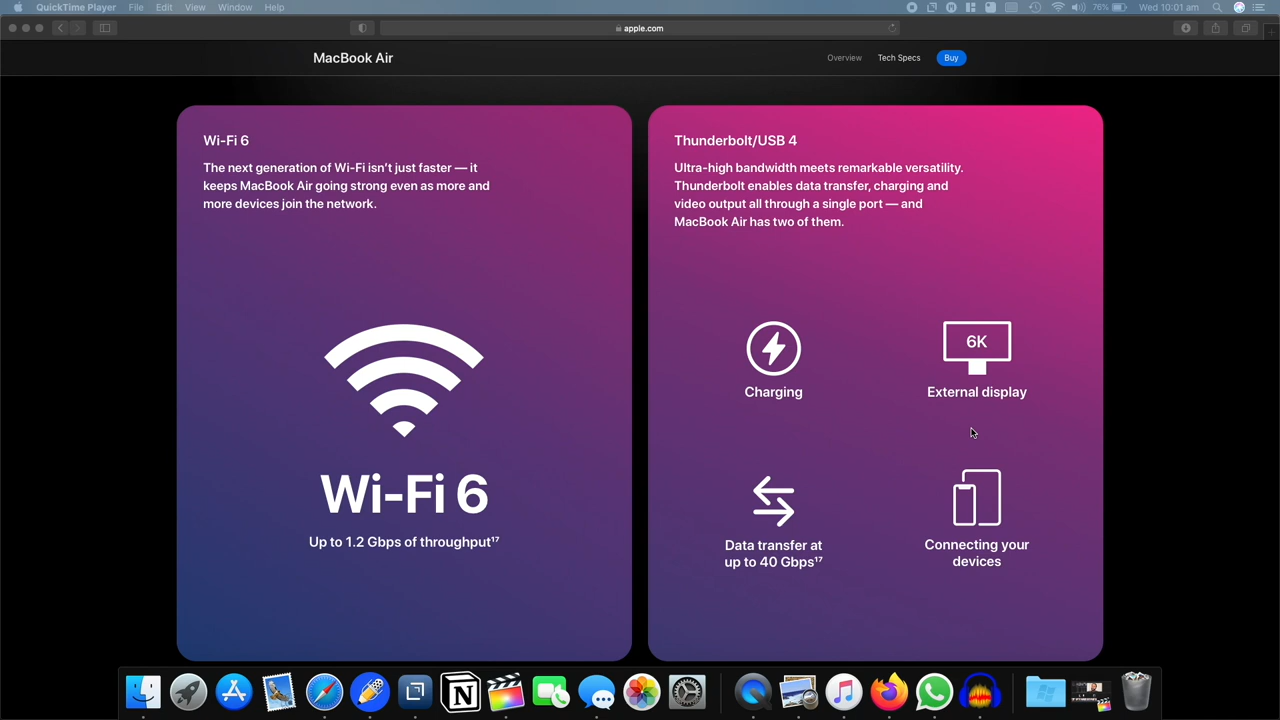 QuickTime Player File Edit View Window Help
76% Wed 10:01 am
apple.com
MacBook Air
Overview Tech Specs Buy
Wi-Fi 6
The next generation of Wi-Fi isn't just faster — it
keeps MacBook Air going strong even as more and
more devices join the network.
Wi-Fi 6
Up to 1.2 Gbps of throughput¹⁷
Thunderbolt/USB 4
Ultra-high bandwidth meets remarkable versatility.
Thunderbolt enables data transfer, charging and
video output all through a single port — and
MacBook Air has two of them.
Charging
6K
External display
Data transfer at
up to 40 Gbps¹⁷
Connecting your
devices